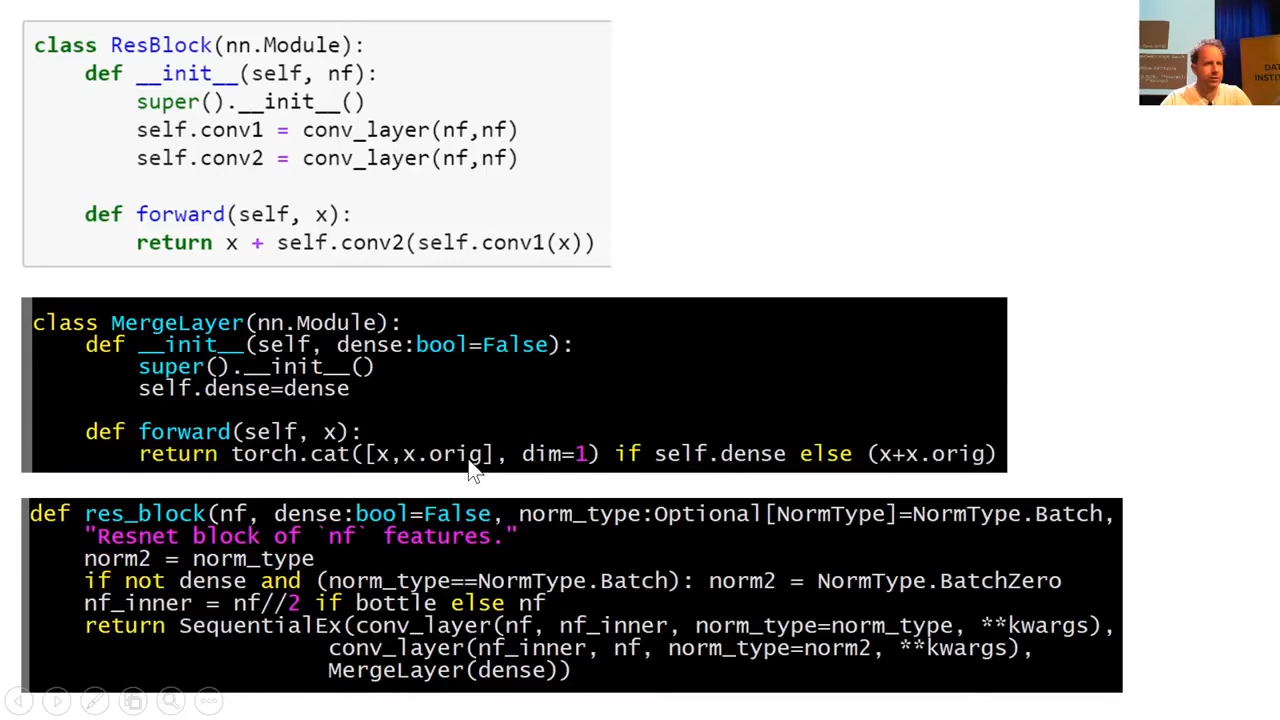 class ResBlock(nn.Module):
    def __init__(self, nf):
        super().__init__()
        self.conv1 = conv_layer(nf,nf)
        self.conv2 = conv_layer(nf,nf)
    def forward(self, x):
        return x + self.conv2(self.conv1(x))
class MergeLayer(nn.Module):
    def __init__(self, dense:bool=False):
        super().__init__()
        self.dense=dense
    def forward(self, x):
        return torch.cat([x,x.orig], dim=1) if self.dense else (x+x.orig)
def res_block(nf, dense:bool=False, norm_type:Optional[NormType]=NormType.Batch,
    "Resnet block of `nf` features."
    norm2 = norm_type
    if not dense and (norm_type==NormType.Batch): norm2 = NormType.BatchZero
    nf_inner = nf//2 if bottle else nf
    return SequentialEx(conv_layer(nf, nf_inner, norm_type=norm_type, **kwargs),
                      conv_layer(nf_inner, nf, norm_type=norm2, **kwargs),
                      MergeLayer(dense))
DAT
INSTIT